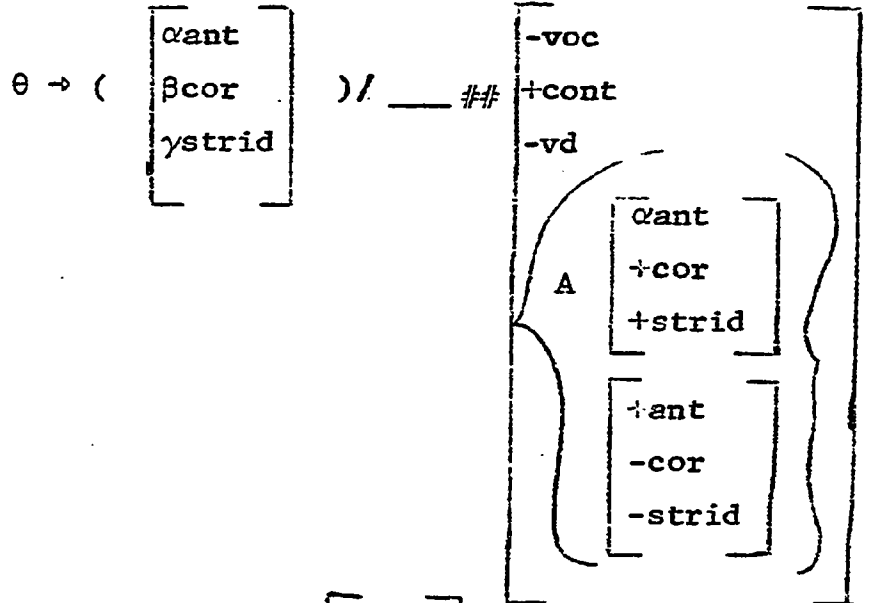 αant
βcor
γstrid
θ → ( )/ ___ ##
-voc
+cont
-vd
A
αant
+cor
+strid
+ant
-cor
-strid